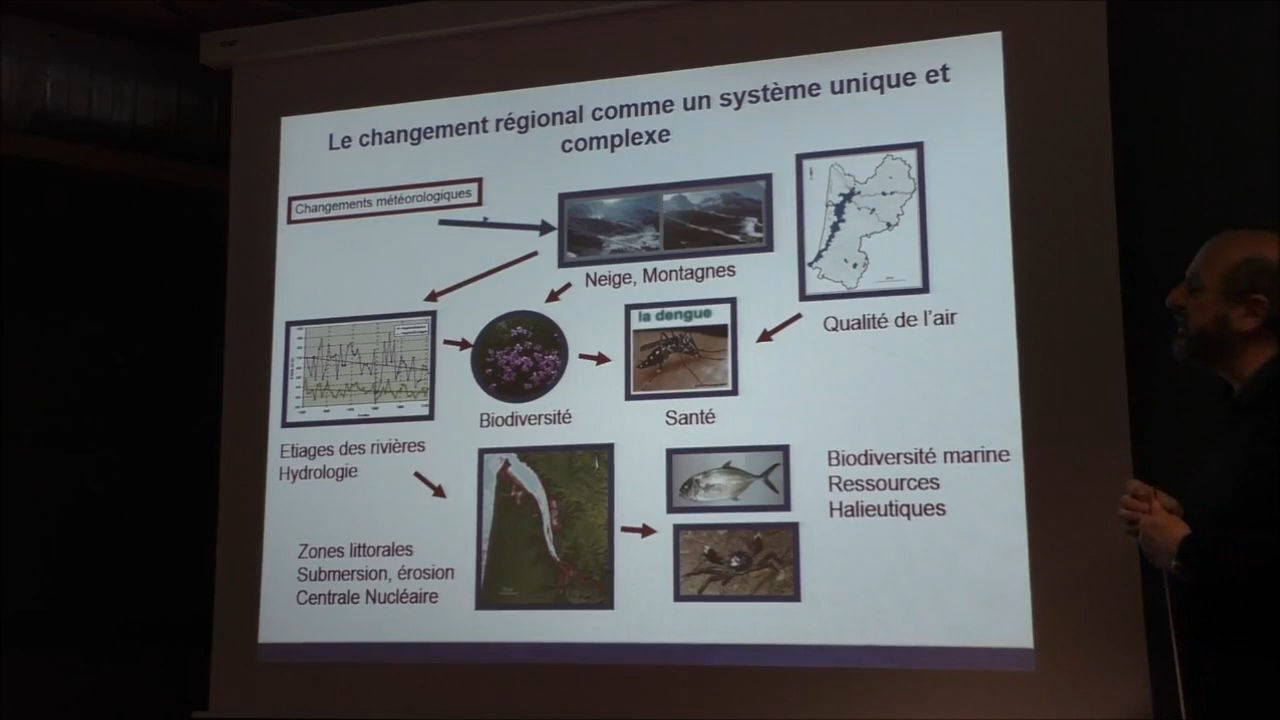 Le changement régional comme un système unique et
complexe
Changements météorologiques
Neige, Montagnes
Qualité de l'air
la dengue
Biodiversité
Santé
Etiages des rivières
Hydrologie
Biodiversité marine
Ressources
Halieutiques
Zones littorales
Submersion, érosion
Centrale Nucléaire